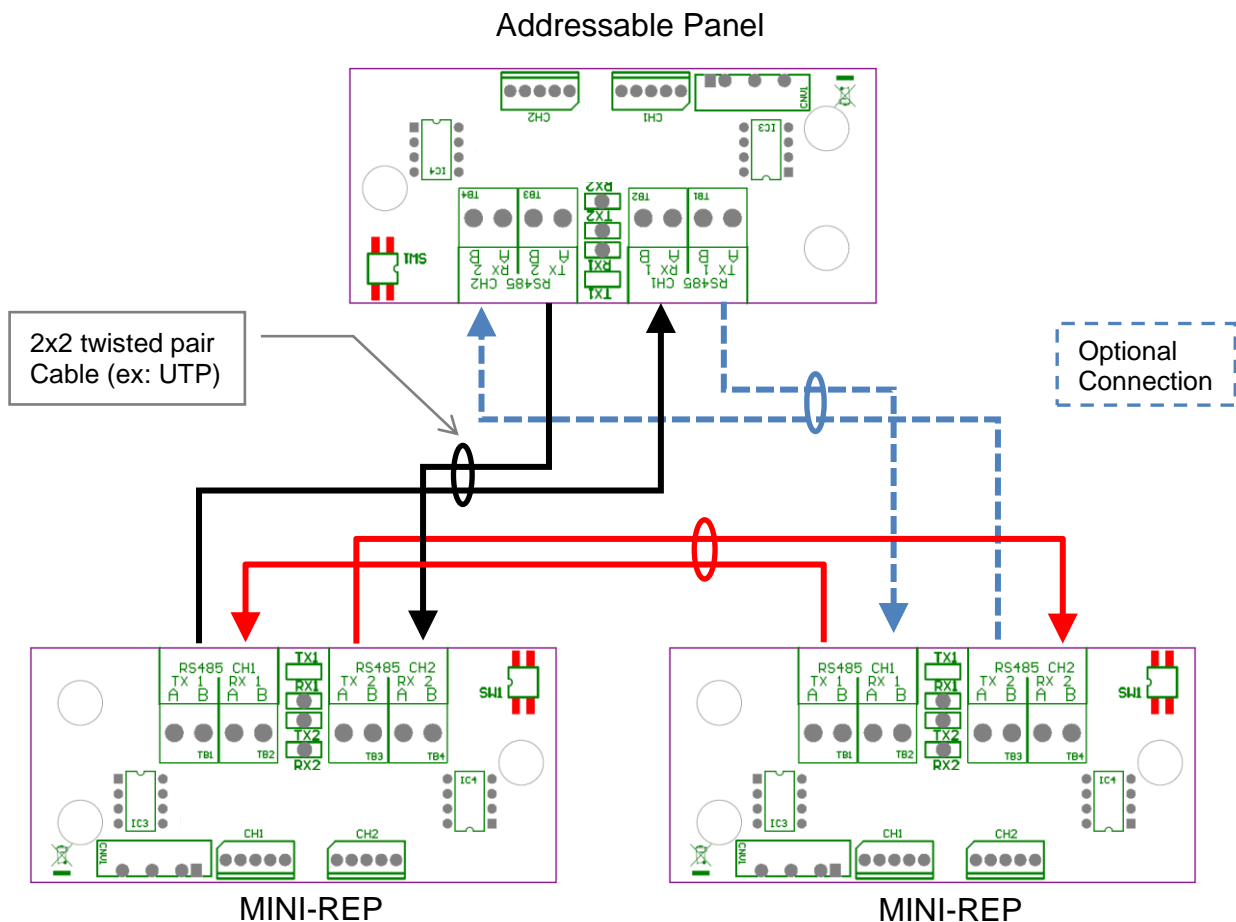 Addressable Panel
CH2
CH1
CNV1
IC4
IC3
TB4
TB3
RX2
TB2
TB1
TX2
SW1
B A B A
RX 2 TX 2
RS485 CH2
RX1
TX1
B A B A
RX 1 TX 1
RS485 CH1
2x2 twisted pair
Cable (ex: UTP)
Optional
Connection
RS485 CH1
TX 1 RX 1
A B A B
TX1
RX1
RS485 CH2
TX 2 RX 2
A B A B
SW1
TB1
TB2
TX2
RX2
TB3
TB4
IC3
IC4
CNV1
CH1
CH2
MINI-REP
RS485 CH1
TX 1 RX 1
A B A B
TX1
RX1
RS485 CH2
TX 2 RX 2
A B A B
SW1
TB1
TB2
TX2
RX2
TB3
TB4
IC3
IC4
CNV1
CH1
CH2
MINI-REP